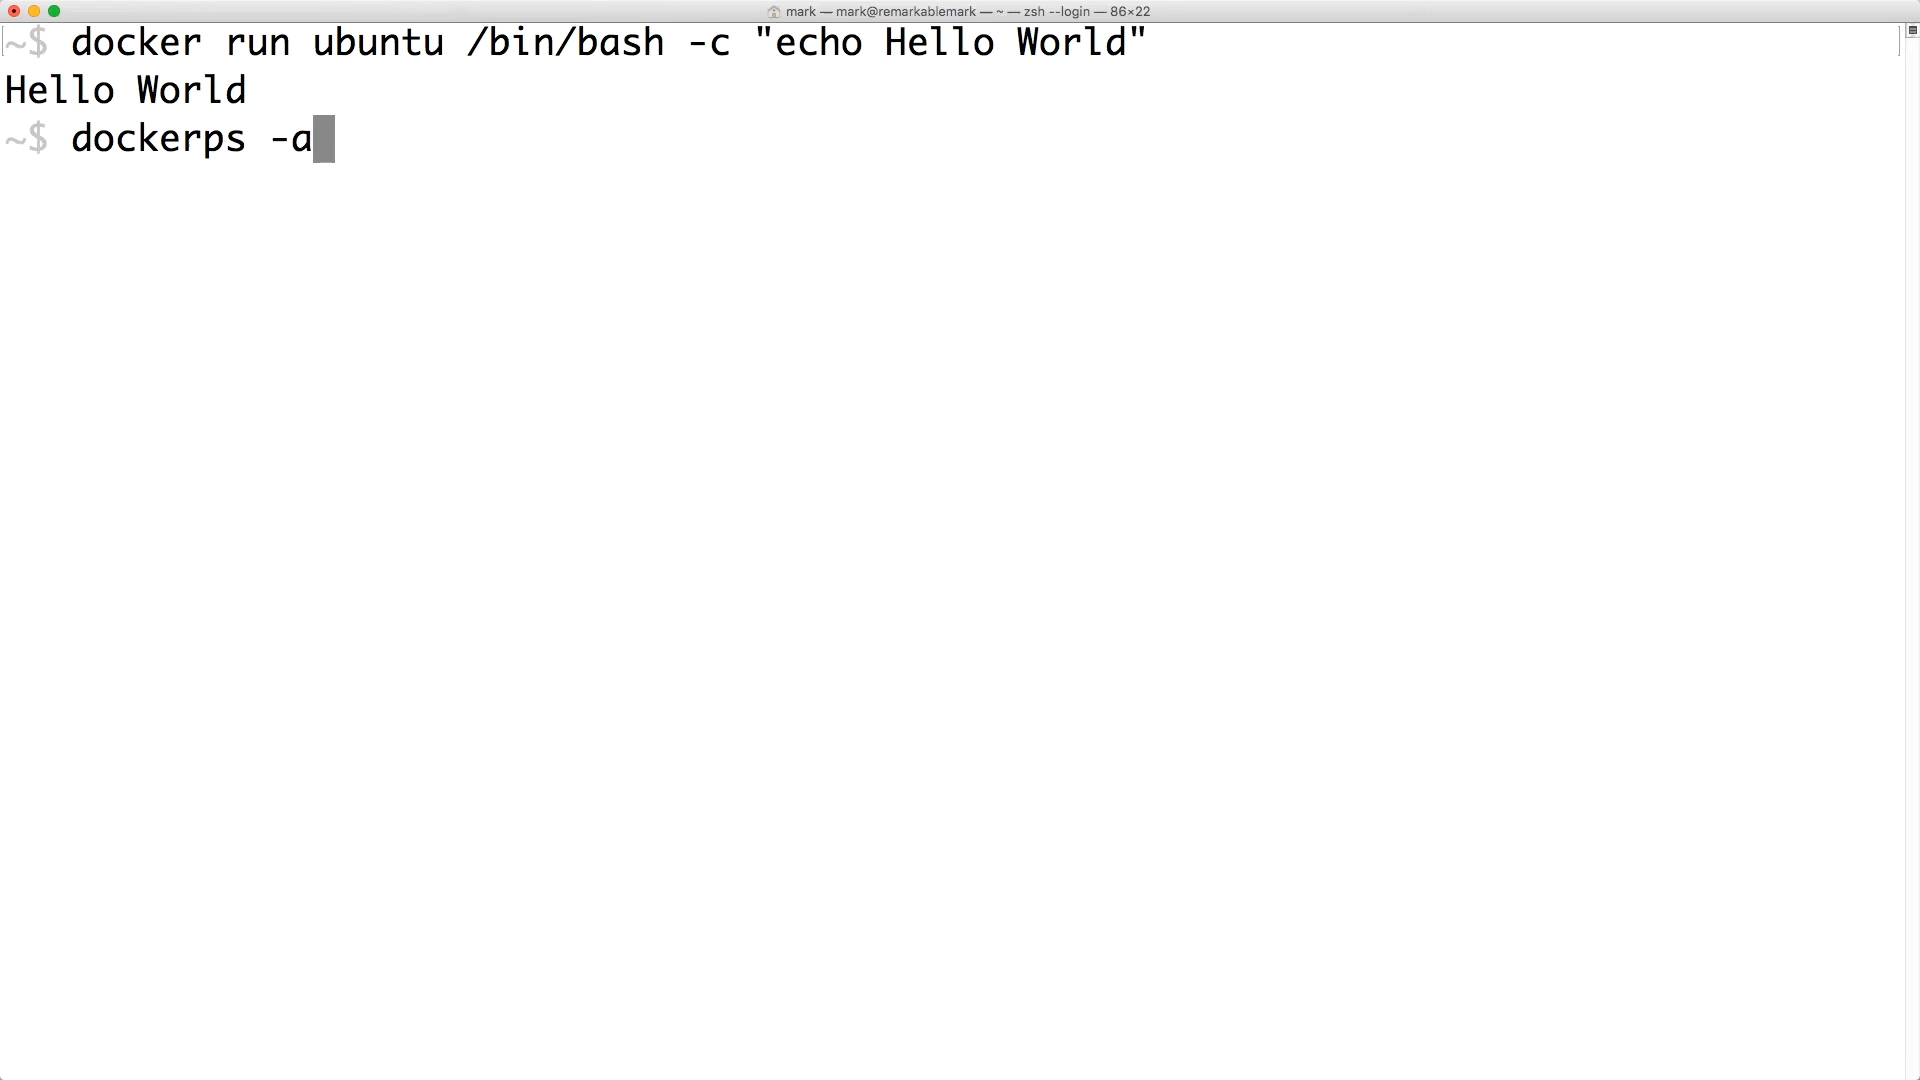 mark — mark@remarkablemark — ~ — zsh --login — 86×22
~$ docker run ubuntu /bin/bash -c "echo Hello World"
Hello World
~$ dockerps -a